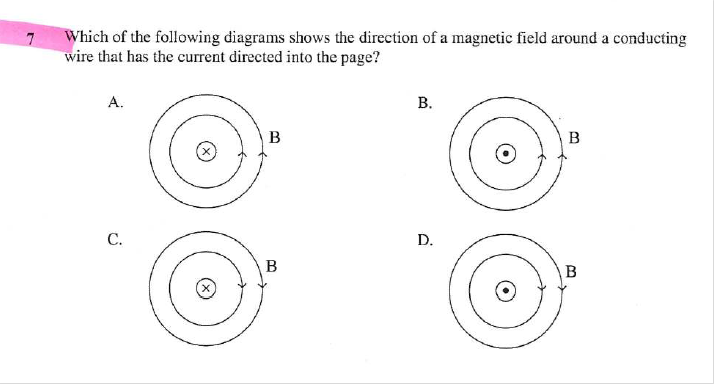 7 Which of the following diagrams shows the direction of a magnetic field around a conducting
wire that has the current directed into the page?
A. B.
B B
C. D.
B B